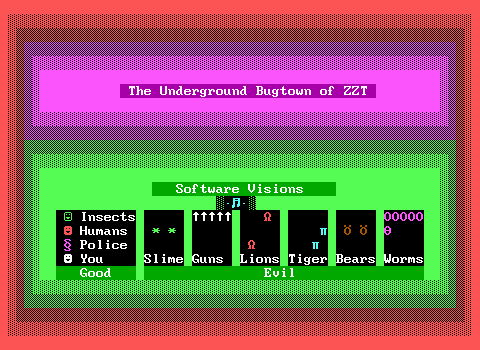 The Underground Bugtown of ZZT
Software Visions
Insects
Humans
Police
You Slime Guns Lions Tiger Bears Worms
Good Evil